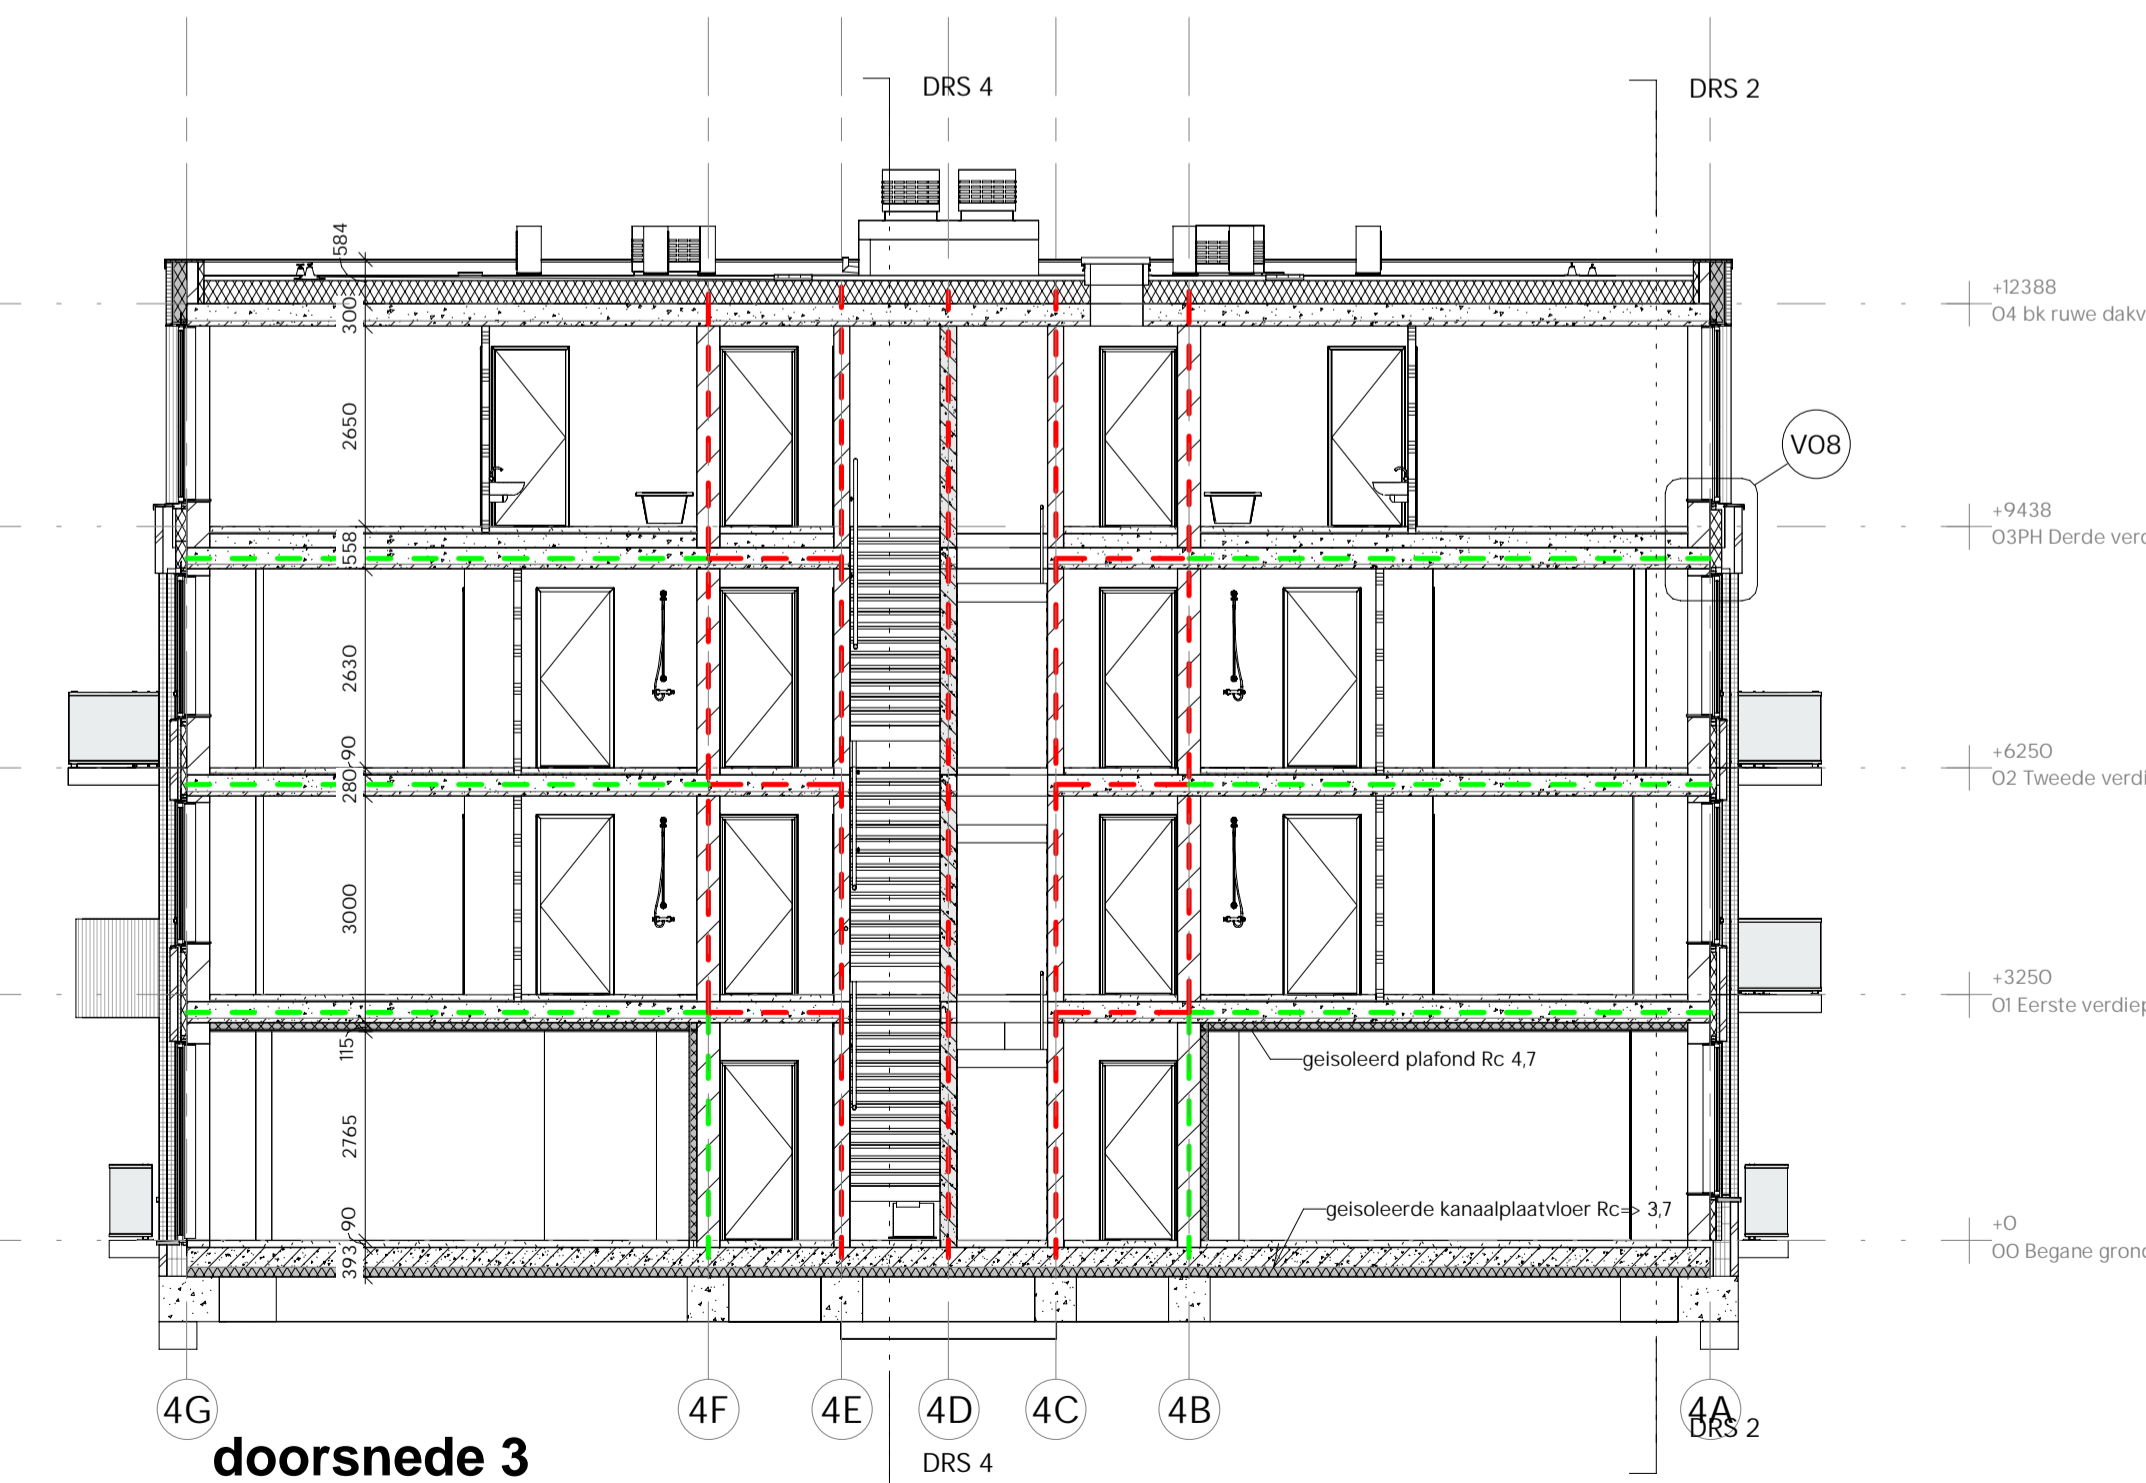 DRS 4
DRS 2
584
300
+12388
04 bk ruwe dakv
2650
V08
+9438
03PH Derde verd
558
2630
+6250
02 Tweede verdi
90
280
3000
+3250
01 Eerste verdiep
115
geisoleerd plafond Rc 4,7
2765
geisoleerde kanaalplaatvloer Rc=> 3,7
+0
00 Begane grond
90
393
4G
4F
4E
4D
4C
4B
4A
DRS 2
doorsnede 3
DRS 4